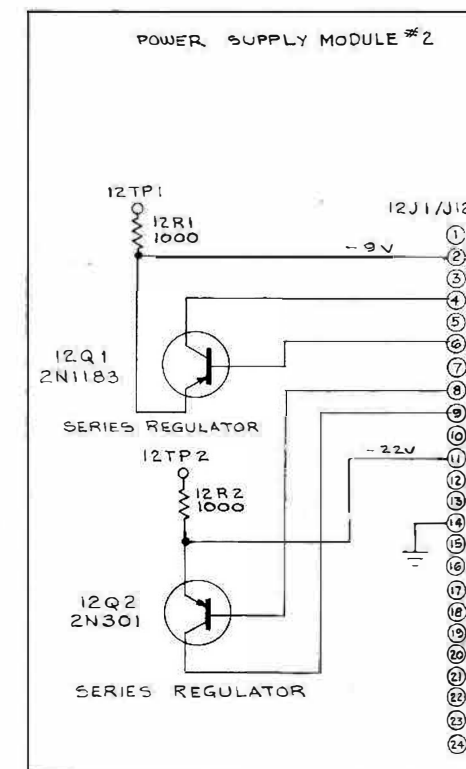 POWER SUPPLY MODULE #2
12TP1
12R1
1000
12J1/J12
-9V
12Q1
2N1183
SERIES REGULATOR
12TP2
12R2
1000
-22V
12Q2
2N301
SERIES REGULATOR
1
2
3
4
5
6
7
8
9
10
11
12
13
14
15
16
17
18
19
20
21
22
23
24